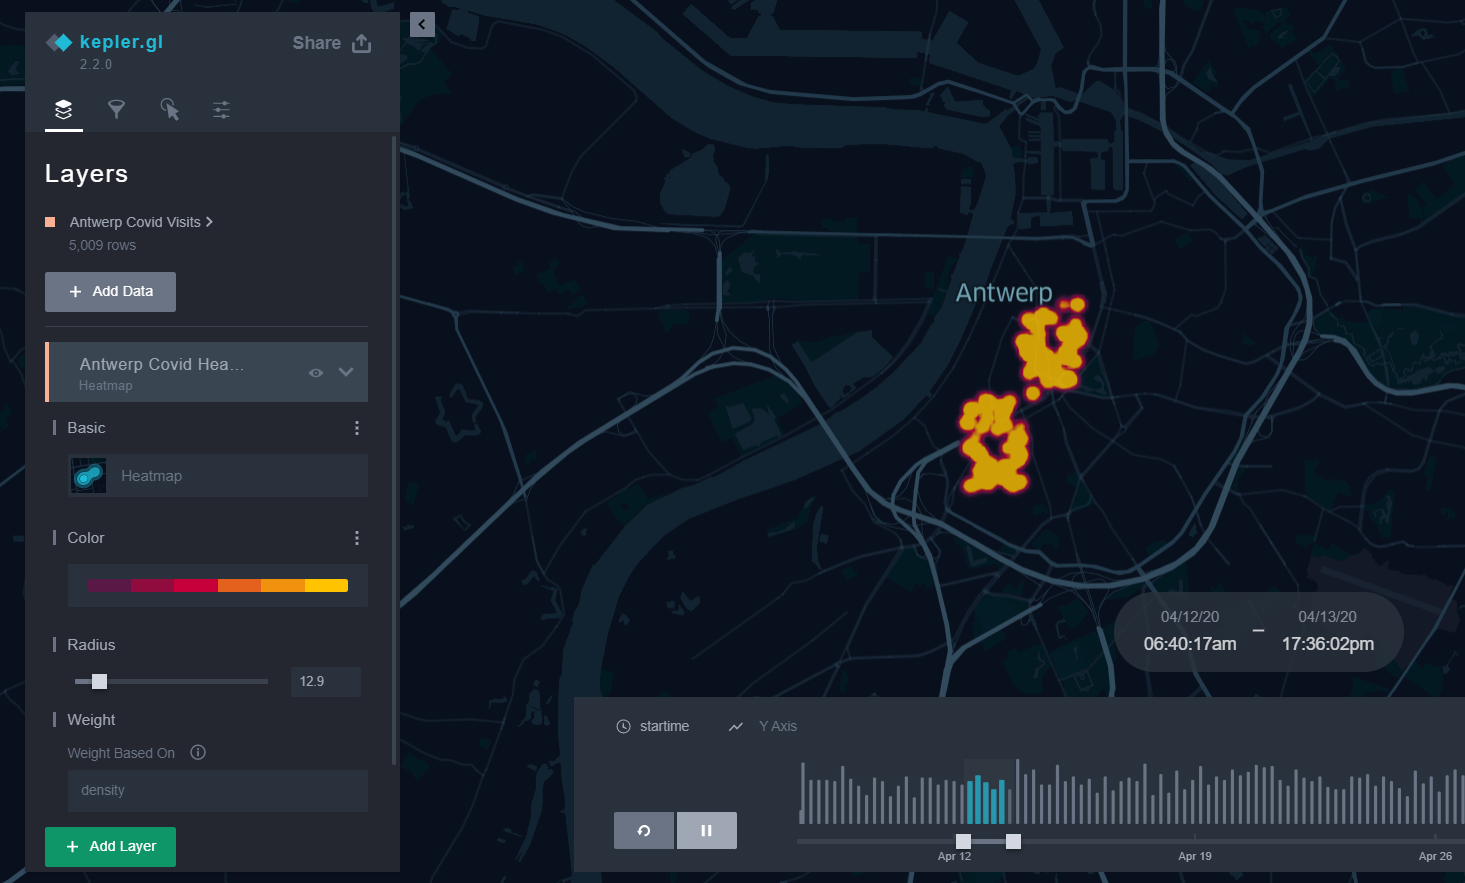 kepler.gl
Share
2.2.0
Layers
Antwerp Covid Visits
5,009 rows
+ Add Data
Antwerp Covid Hea...
Heatmap
Basic
Heatmap
Color
Radius
12.9
Weight
Weight Based On
density
+ Add Layer
Antwerp
04/12/20 04/13/20
06:40:17am – 17:36:02pm
startime Y Axis
Apr 12 Apr 19 Apr 26